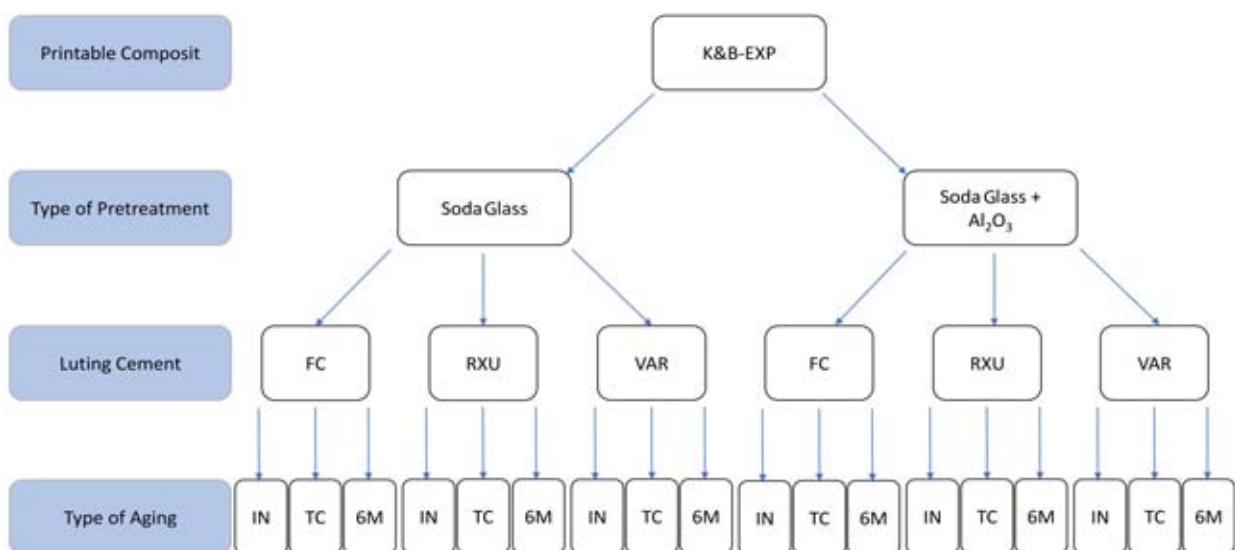 Printable Composit
K&B-EXP
Type of Pretreatment
Soda Glass
Soda Glass +
Al₂O₃
Luting Cement
FC
RXU
VAR
FC
RXU
VAR
Type of Aging
IN
TC
6M
IN
TC
6M
IN
TC
6M
IN
TC
6M
IN
TC
6M
IN
TC
6M